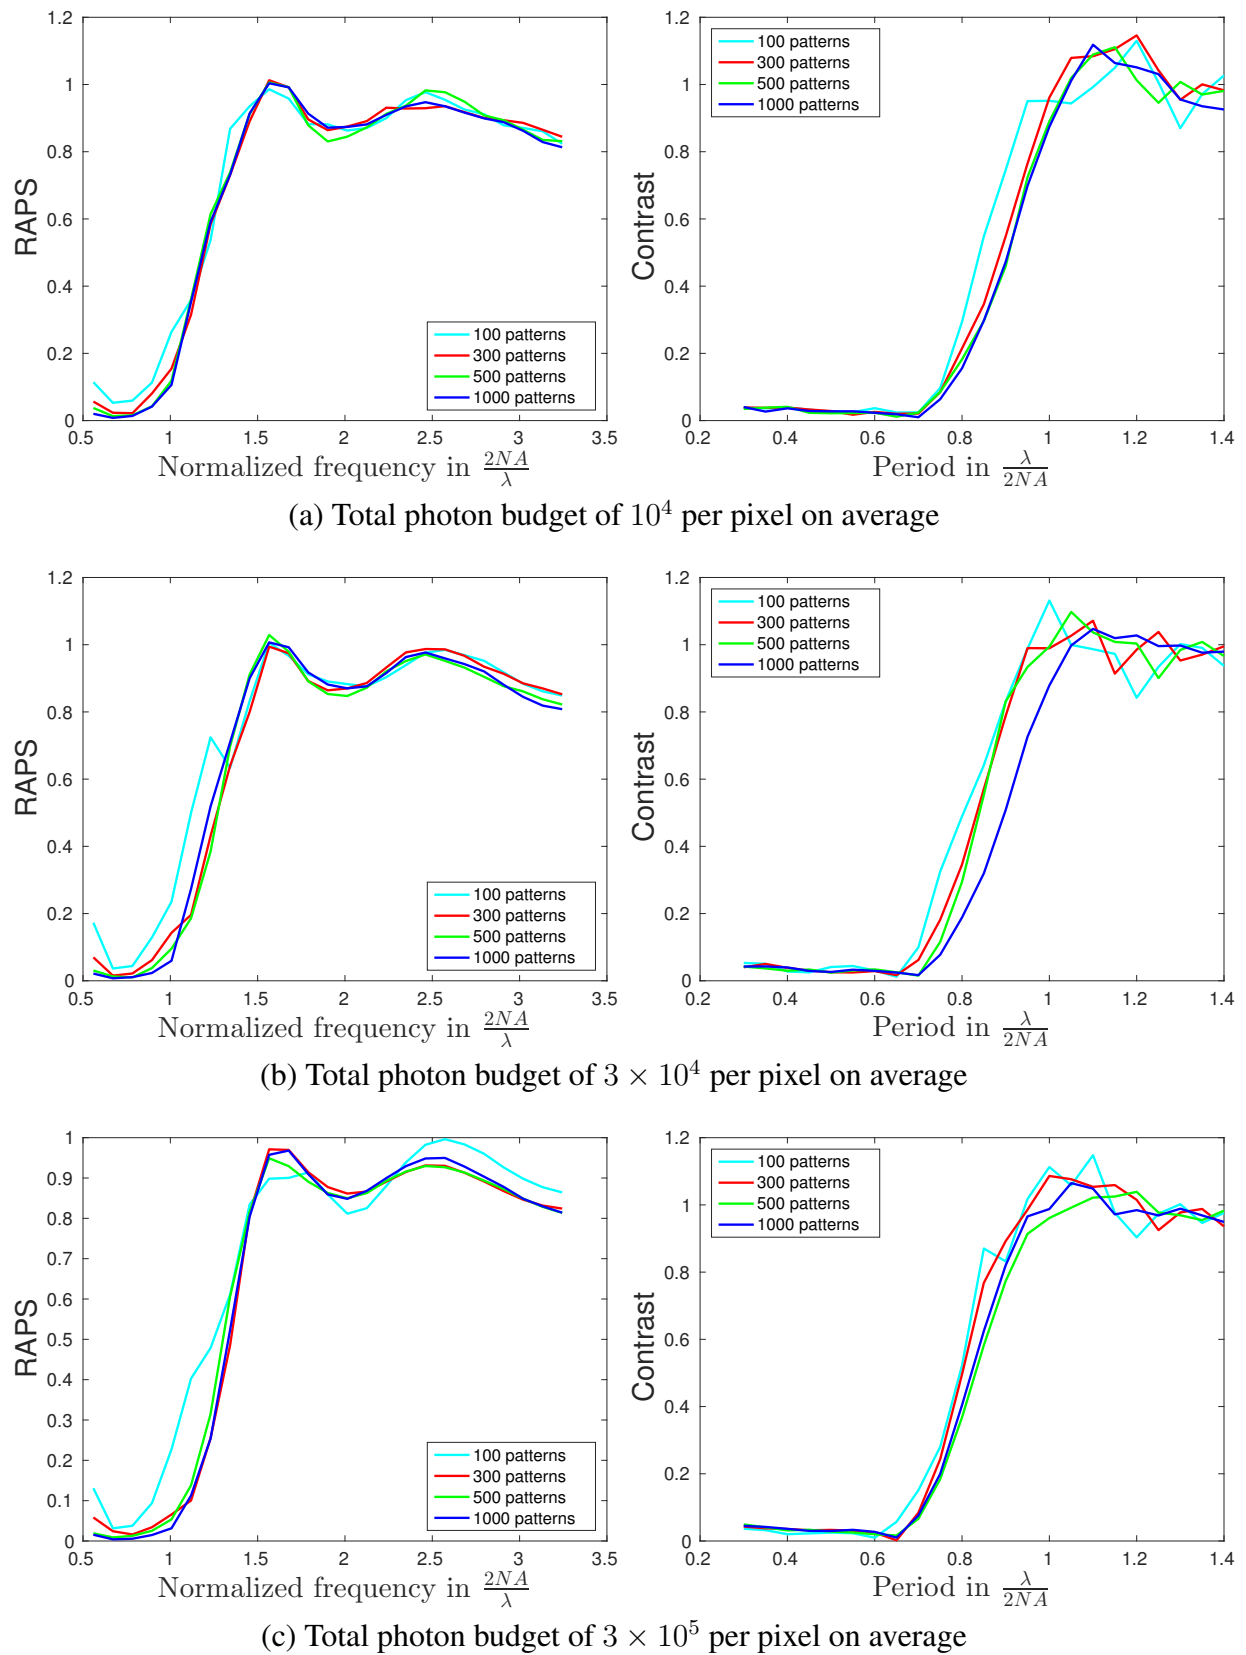 1.2
1
0.8
0.6
0.4
0.2
0
RAPS
0.5 1 1.5 2 2.5 3 3.5
Normalized frequency in 2NA/λ
100 patterns
300 patterns
500 patterns
1000 patterns
1.2
1
0.8
0.6
0.4
0.2
0
Contrast
0.2 0.4 0.6 0.8 1 1.2 1.4
Period in λ/2NA
100 patterns
300 patterns
500 patterns
1000 patterns
(a) Total photon budget of 10⁴ per pixel on average
1.2
1
0.8
0.6
0.4
0.2
0
RAPS
0.5 1 1.5 2 2.5 3 3.5
Normalized frequency in 2NA/λ
100 patterns
300 patterns
500 patterns
1000 patterns
1.2
1
0.8
0.6
0.4
0.2
0
Contrast
0.2 0.4 0.6 0.8 1 1.2 1.4
Period in λ/2NA
100 patterns
300 patterns
500 patterns
1000 patterns
(b) Total photon budget of 3 × 10⁴ per pixel on average
1
0.9
0.8
0.7
0.6
0.5
0.4
0.3
0.2
0.1
0
RAPS
0.5 1 1.5 2 2.5 3 3.5
Normalized frequency in 2NA/λ
100 patterns
300 patterns
500 patterns
1000 patterns
1.2
1
0.8
0.6
0.4
0.2
0
Contrast
0.2 0.4 0.6 0.8 1 1.2 1.4
Period in λ/2NA
100 patterns
300 patterns
500 patterns
1000 patterns
(c) Total photon budget of 3 × 10⁵ per pixel on average